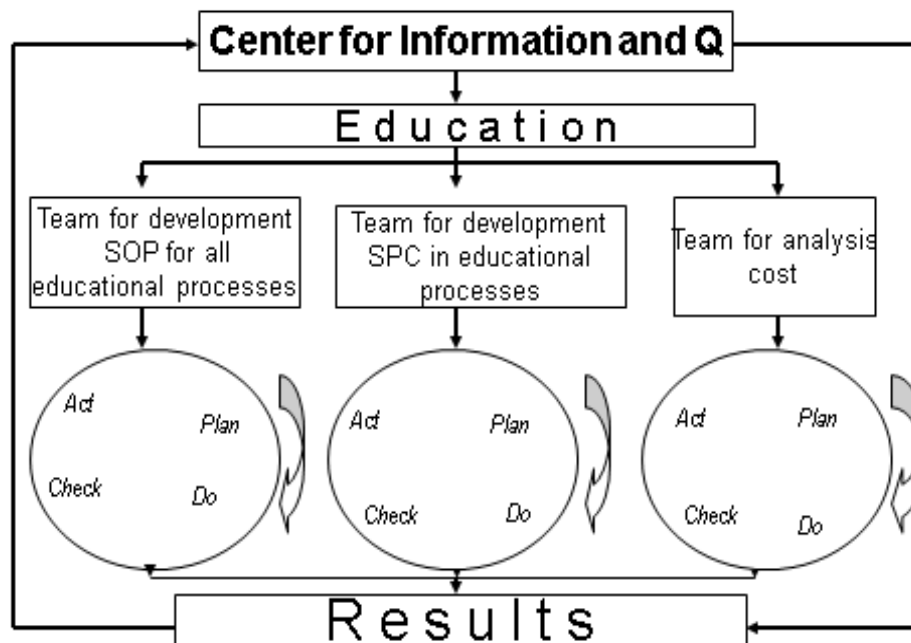 Center for Information and Q
Education
Team for development
SOP for all
educational processes
Team for development
SPC in educational
processes
Team for analysis
cost
Act
Plan
Check
Do
Act
Plan
Check
Do
Act
Plan
Check
Do
Results